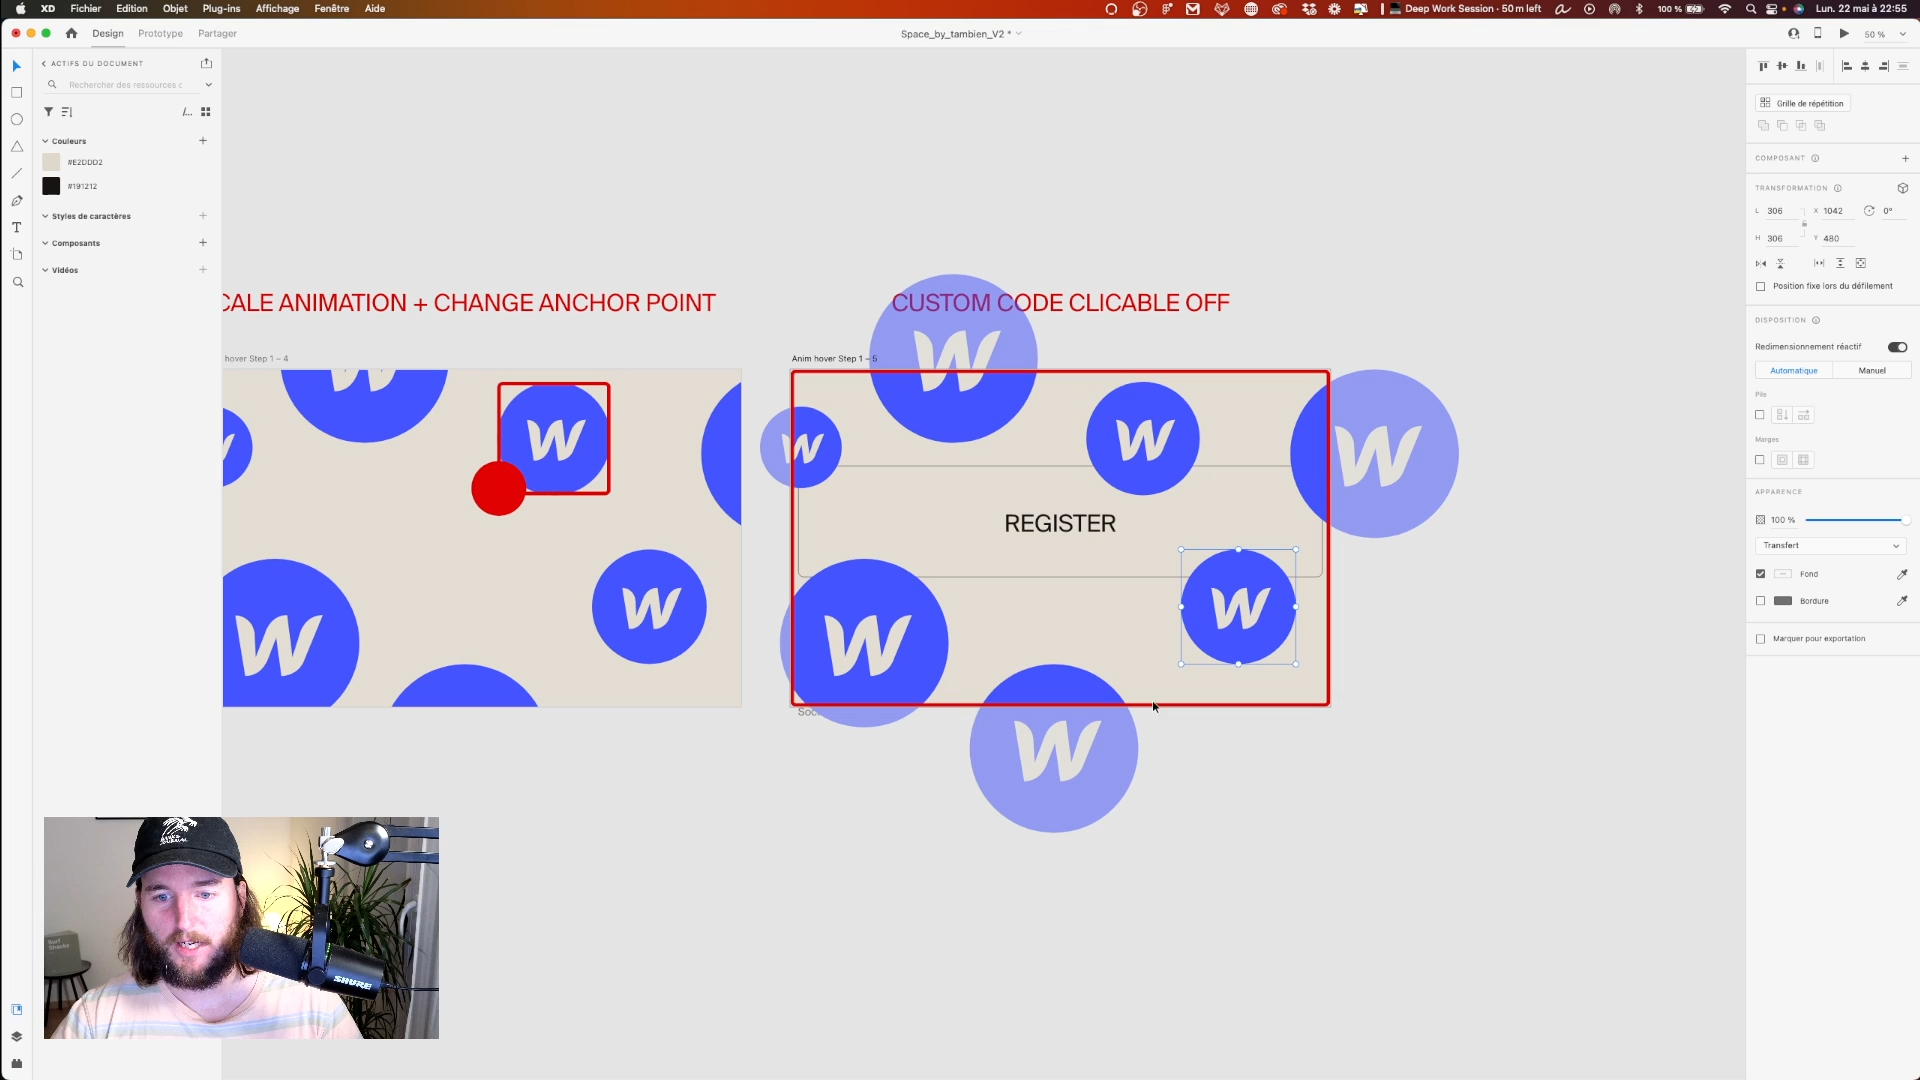 XD Fichier Edition Objet Plug-ins Affichage Fenêtre Aide
Deep Work Session · 50 m left
100 %
Lun. 22 mai à 22:55
Design Prototype Partager
Space_by_tambien_V2 *
50 %
ACTIFS DU DOCUMENT
Rechercher des ressources c
Couleurs
#E2DDD2
#191212
Styles de caractères
Composants
Vidéos
CALE ANIMATION + CHANGE ANCHOR POINT
CUSTOM CODE CLICABLE OFF
hover Step 1 – 4
Anim hover Step 1 – 5
REGISTER
Soc
Grille de répétition
COMPOSANT
TRANSFORMATION
L 306 X 1042 0°
H 306 Y 480
Position fixe lors du défilement
DISPOSITION
Redimensionnement réactif
Automatique Manuel
Pile
Marges
APPARENCE
100 %
Transfert
Fond
Bordure
Marquer pour exportation
SHURE